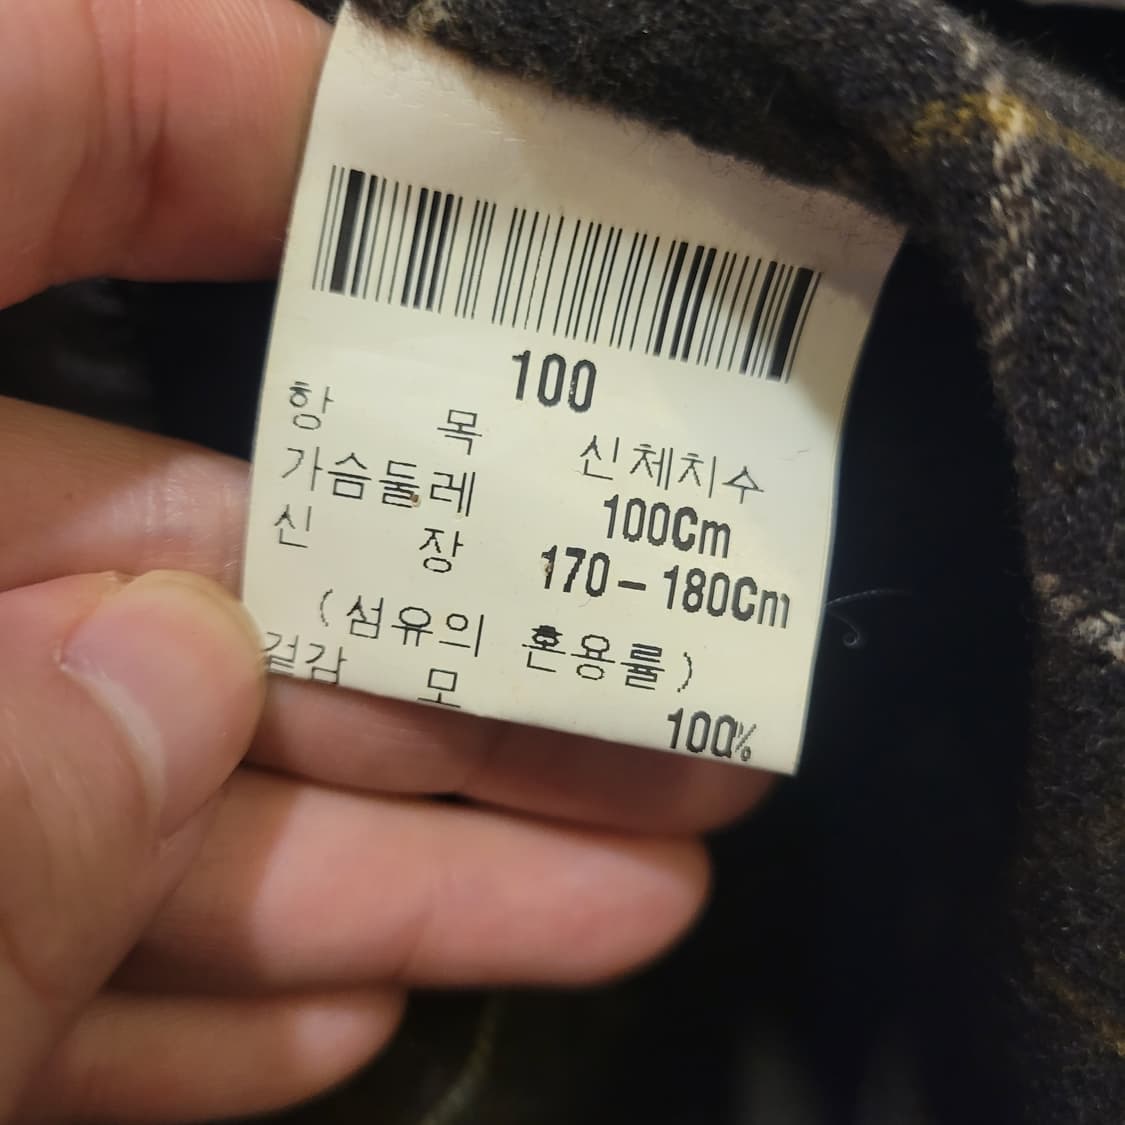 100
항 목 신체치수
가슴둘레 100Cm
신 장 170-180Cm
(섬유의 혼용률)
겉감 모 100%